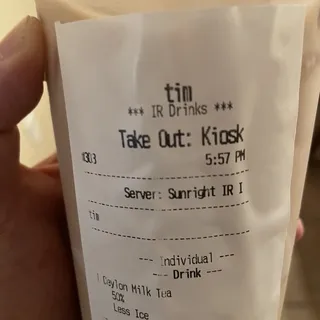 tim
*** IR Drinks ***
Take Out: Kiosk
#303 5:57 PM
Server: Sunright IR I
tim
--- Individual ---
--- Drink ---
1 Ceylon Milk Tea
50%
Less Ice